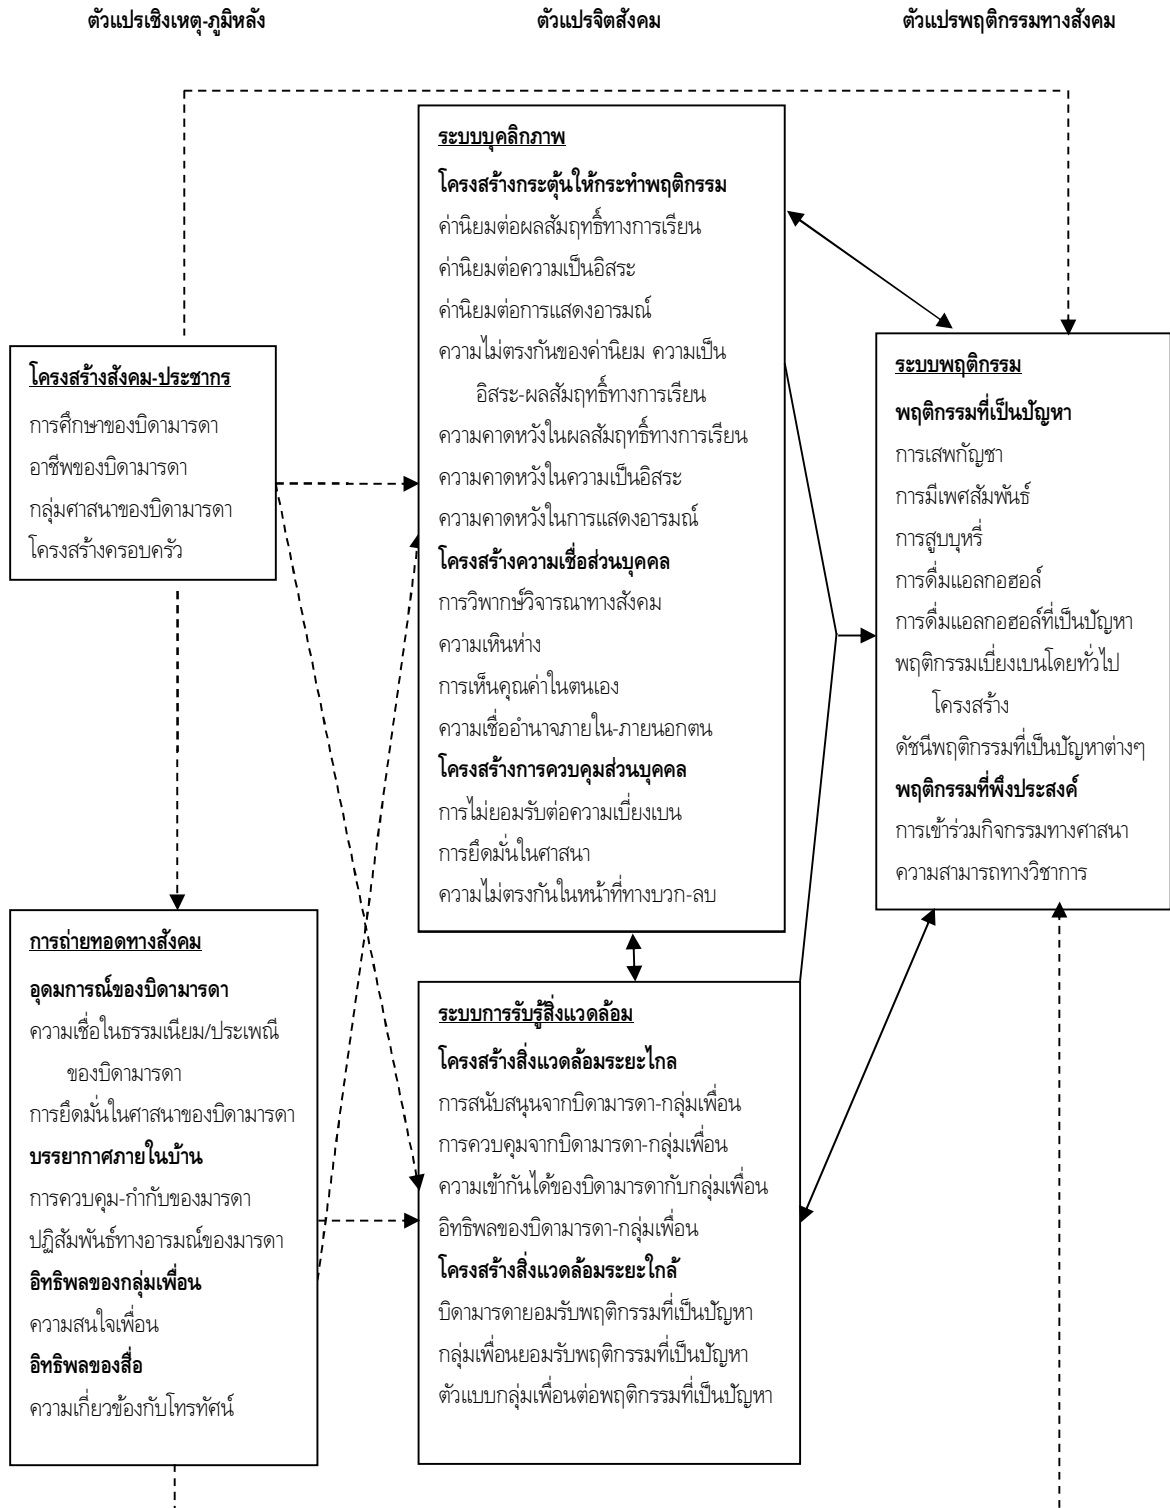 ตัวแปรเชิงเหตุ-ภูมิหลัง
ตัวแปรจิตสังคม
ตัวแปรพฤติกรรมทางสังคม
โครงสร้างสังคม-ประชากร
การศึกษาของบิดามารดา
อาชีพของบิดามารดา
กลุ่มศาสนาของบิดามารดา
โครงสร้างครอบครัว
การถ่ายทอดทางสังคม
อุดมการณ์ของบิดามารดา
ความเชื่อในธรรมเนียม/ประเพณี
ของบิดามารดา
การยึดมั่นในศาสนาของบิดามารดา
บรรยากาศภายในบ้าน
การควบคุม-กำกับของมารดา
ปฏิสัมพันธ์ทางอารมณ์ของมารดา
อิทธิพลของกลุ่มเพื่อน
ความสนใจเพื่อน
อิทธิพลของสื่อ
ความเกี่ยวข้องกับโทรทัศน์
ระบบบุคลิกภาพ
โครงสร้างกระตุ้นให้กระทำพฤติกรรม
ค่านิยมต่อผลสัมฤทธิ์ทางการเรียน
ค่านิยมต่อความเป็นอิสระ
ค่านิยมต่อการแสดงอารมณ์
ความไม่ตรงกันของค่านิยม ความเป็น
อิสระ-ผลสัมฤทธิ์ทางการเรียน
ความคาดหวังในผลสัมฤทธิ์ทางการเรียน
ความคาดหวังในความเป็นอิสระ
ความคาดหวังในการแสดงอารมณ์
โครงสร้างความเชื่อส่วนบุคคล
การวิพากษ์วิจารณาทางสังคม
ความเหินห่าง
การเห็นคุณค่าในตนเอง
ความเชื่ออำนาจภายใน-ภายนอกตน
โครงสร้างการควบคุมส่วนบุคคล
การไม่ยอมรับต่อความเบี่ยงเบน
การยึดมั่นในศาสนา
ความไม่ตรงกันในหน้าที่ทางบวก-ลบ
ระบบการรับรู้สิ่งแวดล้อม
โครงสร้างสิ่งแวดล้อมระยะไกล
การสนับสนุนจากบิดามารดา-กลุ่มเพื่อน
การควบคุมจากบิดามารดา-กลุ่มเพื่อน
ความเข้ากันได้ของบิดามารดากับกลุ่มเพื่อน
อิทธิพลของบิดามารดา-กลุ่มเพื่อน
โครงสร้างสิ่งแวดล้อมระยะใกล้
บิดามารดายอมรับพฤติกรรมที่เป็นปัญหา
กลุ่มเพื่อนยอมรับพฤติกรรมที่เป็นปัญหา
ตัวแบบกลุ่มเพื่อนต่อพฤติกรรมที่เป็นปัญหา
ระบบพฤติกรรม
พฤติกรรมที่เป็นปัญหา
การเสพกัญชา
การมีเพศสัมพันธ์
การสูบบุหรี่
การดื่มแอลกอฮอล์
การดื่มแอลกอฮอล์ที่เป็นปัญหา
พฤติกรรมเบี่ยงเบนโดยทั่วไป
โครงสร้าง
ดัชนีพฤติกรรมที่เป็นปัญหาต่างๆ
พฤติกรรมที่พึงประสงค์
การเข้าร่วมกิจกรรมทางศาสนา
ความสามารถทางวิชาการ